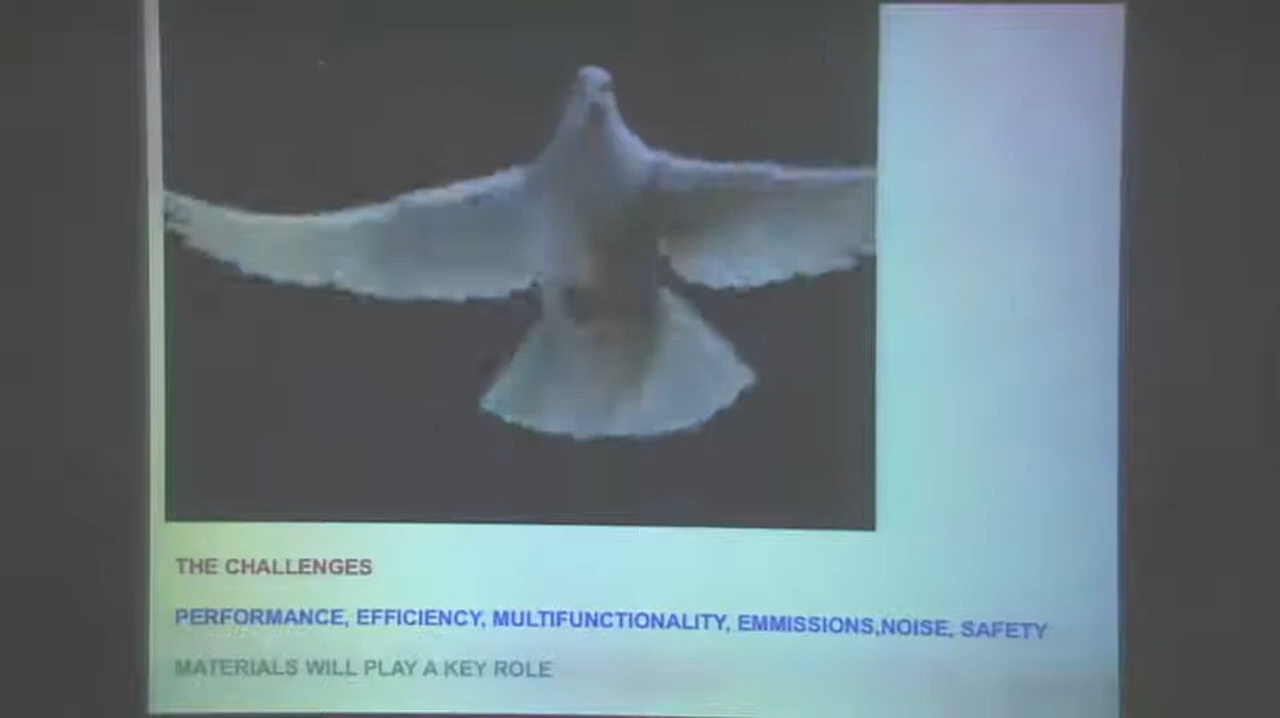 THE CHALLENGES
PERFORMANCE, EFFICIENCY, MULTIFUNCTIONALITY, EMMISSIONS,NOISE, SAFETY
MATERIALS WILL PLAY A KEY ROLE